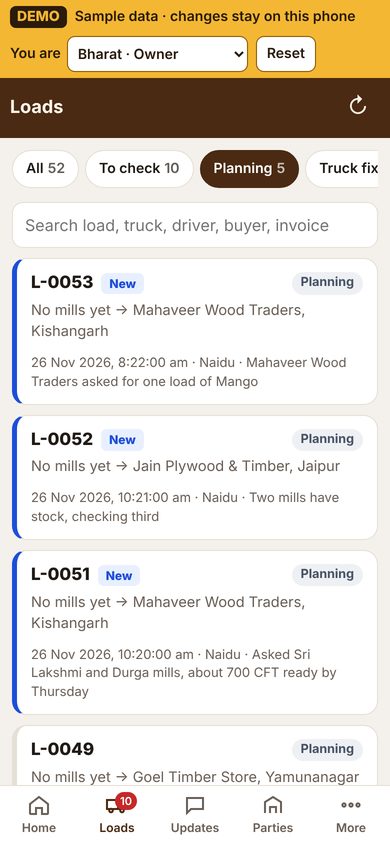 DEMO Sample data · changes stay on this phone
You are Bharat · Owner Reset
Loads
All 52 To check 10 Planning 5 Truck fix
Search load, truck, driver, buyer, invoice
L-0053 New Planning
No mills yet → Mahaveer Wood Traders,
Kishangarh
26 Nov 2026, 8:22:00 am · Naidu · Mahaveer Wood
Traders asked for one load of Mango
L-0052 New Planning
No mills yet → Jain Plywood & Timber, Jaipur
26 Nov 2026, 10:21:00 am · Naidu · Two mills have
stock, checking third
L-0051 New Planning
No mills yet → Mahaveer Wood Traders,
Kishangarh
26 Nov 2026, 10:20:00 am · Naidu · Asked Sri
Lakshmi and Durga mills, about 700 CFT ready by
Thursday
L-0049 Planning
No mills yet → Goel Timber Store, Yamunanagar
10
Home Loads Updates Parties More